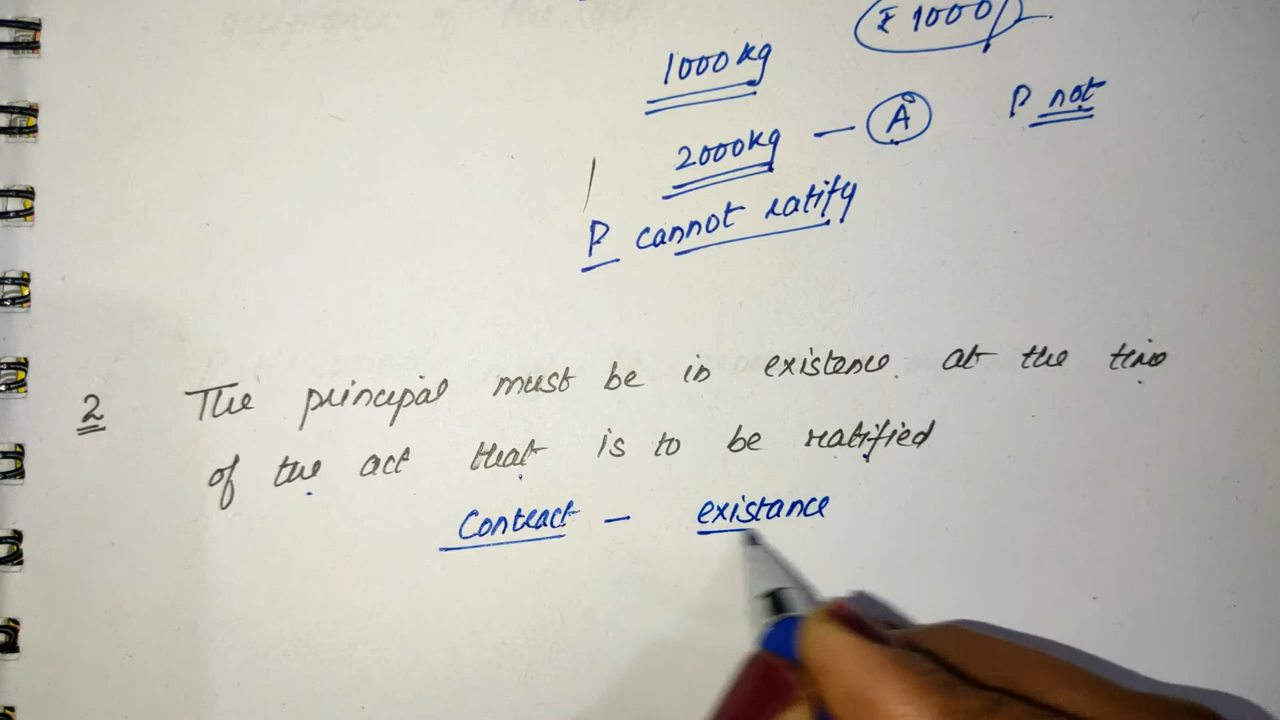 ₹ 1000/-
1000kg
2000kg — A P not
P cannot ratify
2 The principal must be in existence at the time
of the act that is to be ratified
Contract – existance